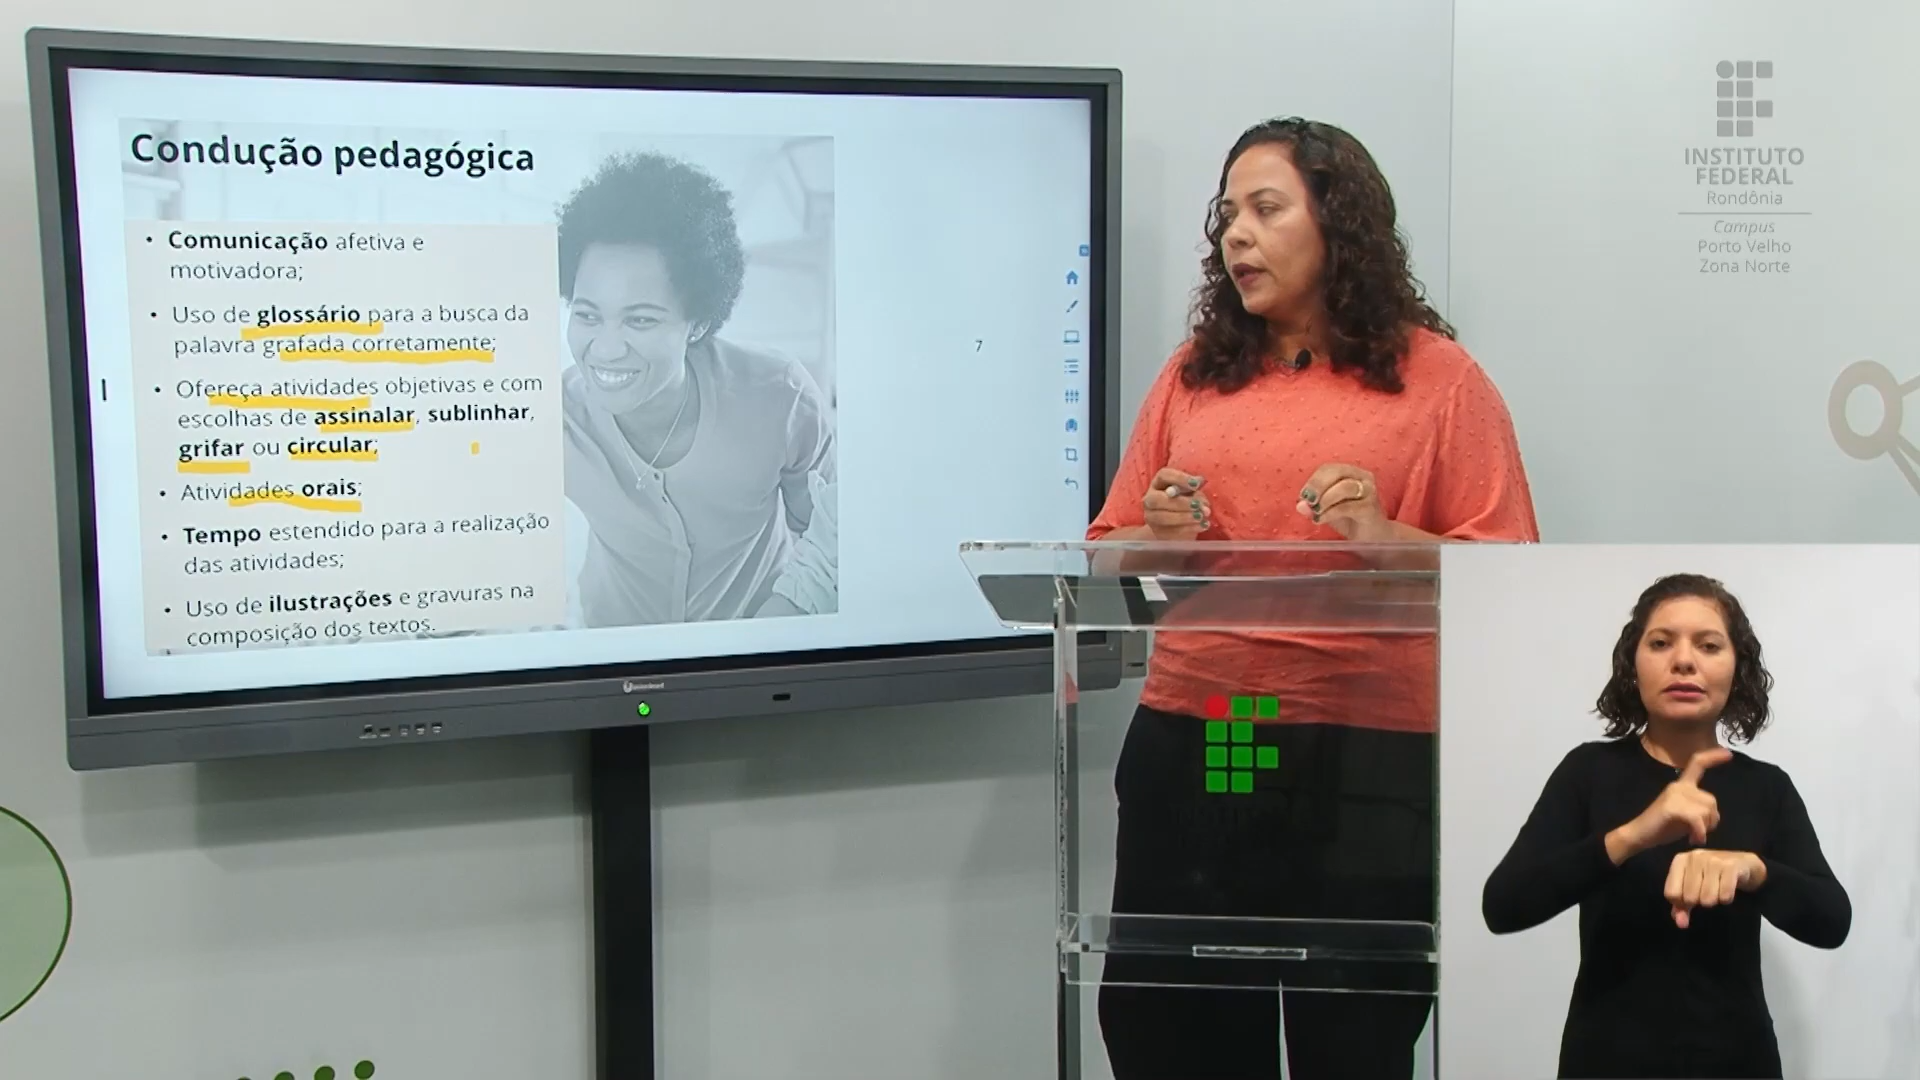 Condução pedagógica
• Comunicação afetiva e
motivadora;
• Uso de glossário para a busca da
palavra grafada corretamente;
• Ofereça atividades objetivas e com
escolhas de assinalar, sublinhar,
grifar ou circular;
• Atividades orais;
• Tempo estendido para a realização
das atividades;
• Uso de ilustrações e gravuras na
composição dos textos.
7
INSTITUTO
FEDERAL
Rondônia
Campus
Porto Velho
Zona Norte